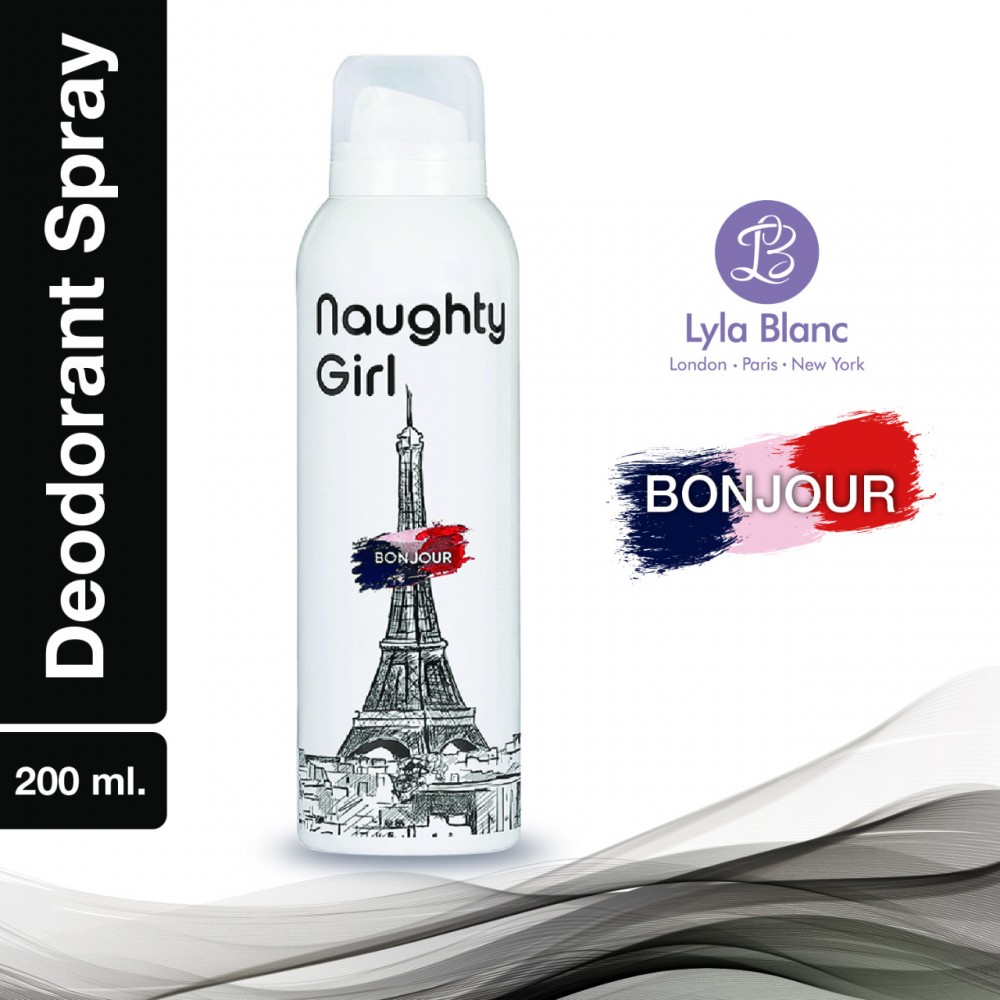 Deodorant Spray
200 ml.
naughty
Girl
BONJOUR
LB
Lyla Blanc
London · Paris · New York
BONJOUR